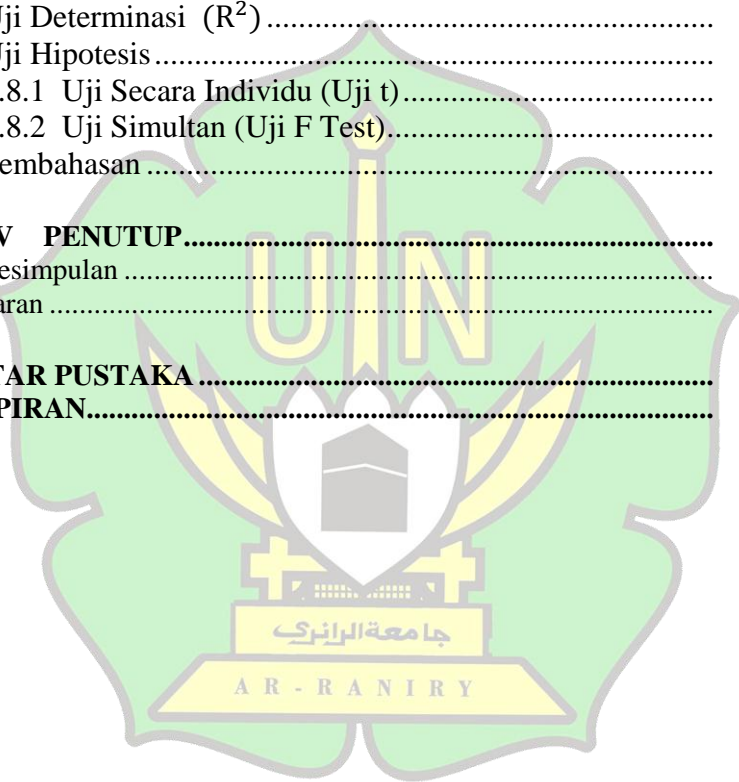 Uji Determinasi (R²)........................................................................
Uji Hipotesis........................................................................
.8.1 Uji Secara Individu (Uji t)........................................................................
.8.2 Uji Simultan (Uji F Test)........................................................................
embahasan........................................................................
V PENUTUP........................................................................
esimpulan........................................................................
aran........................................................................
TAR PUSTAKA........................................................................
PIRAN........................................................................
UIN
جامعة الرانري
AR-RANIRY